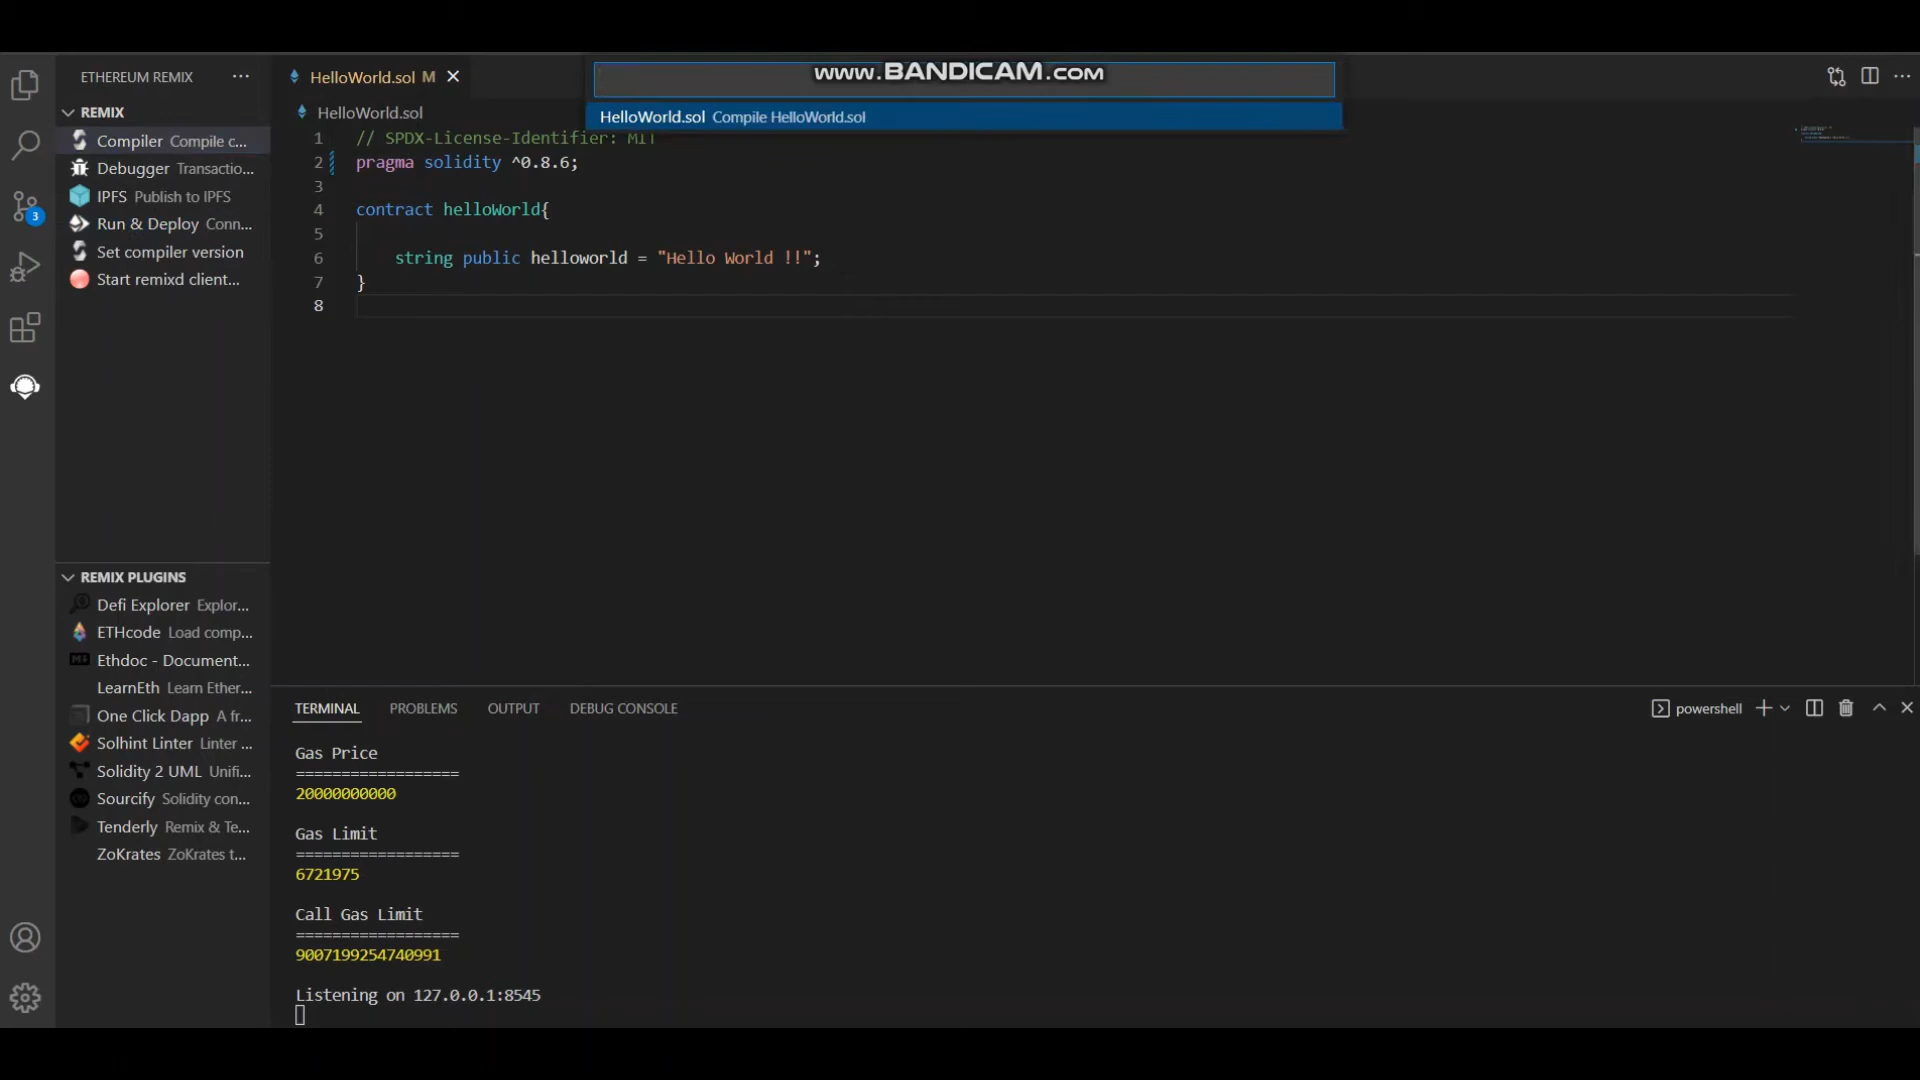 www.BANDICAM.com
ETHEREUM REMIX
REMIX
Compiler Compile c...
Debugger Transactio...
IPFS Publish to IPFS
Run & Deploy Conn...
Set compiler version
Start remixd client...
3
REMIX PLUGINS
Defi Explorer Explor...
ETHcode Load comp...
Ethdoc - Document...
LearnEth Learn Ether...
One Click Dapp A fr...
Solhint Linter Linter ...
Solidity 2 UML Unifi...
Sourcify Solidity con...
Tenderly Remix & Te...
ZoKrates ZoKrates t...
HelloWorld.sol M
HelloWorld.sol
HelloWorld.sol Compile HelloWorld.sol
1 // SPDX-License-Identifier: MIT
2 pragma solidity ^0.8.6;
3
4 contract helloWorld{
5
6 string public helloworld = "Hello World !!";
7 }
8
TERMINAL PROBLEMS OUTPUT DEBUG CONSOLE
powershell
Gas Price
==================
20000000000
Gas Limit
==================
6721975
Call Gas Limit
==================
9007199254740991
Listening on 127.0.0.1:8545